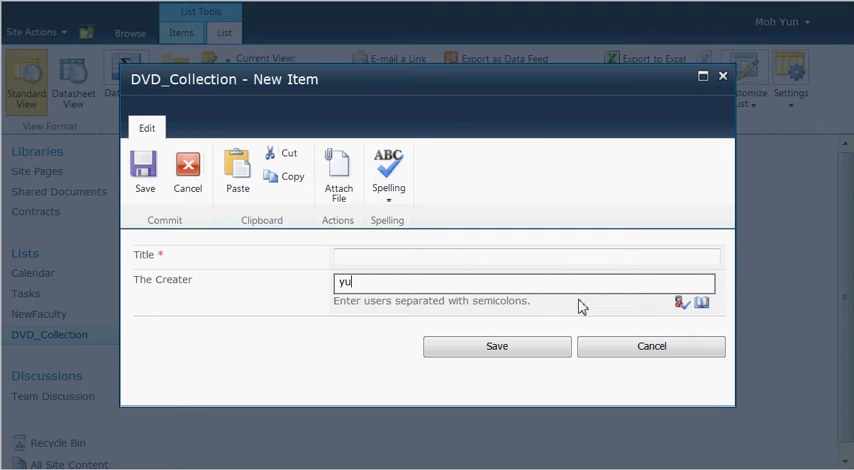 List Tools
Moh Yun
Site Actions
Browse
Items
List
Current View:
E-mail a Link
Export as Data Feed
Export to Excel
Standard View
Datasheet View
Settings
View Format
DVD_Collection - New Item
Edit
Save
Cancel
Paste
Cut
Copy
Attach File
ABC
Spelling
Commit
Clipboard
Actions
Spelling
Libraries
Site Pages
Shared Documents
Contracts
Lists
Calendar
Tasks
NewFaculty
DVD_Collection
Discussions
Team Discussion
Recycle Bin
All Site Content
Title *
The Creater
yu
Enter users separated with semicolons.
Save
Cancel